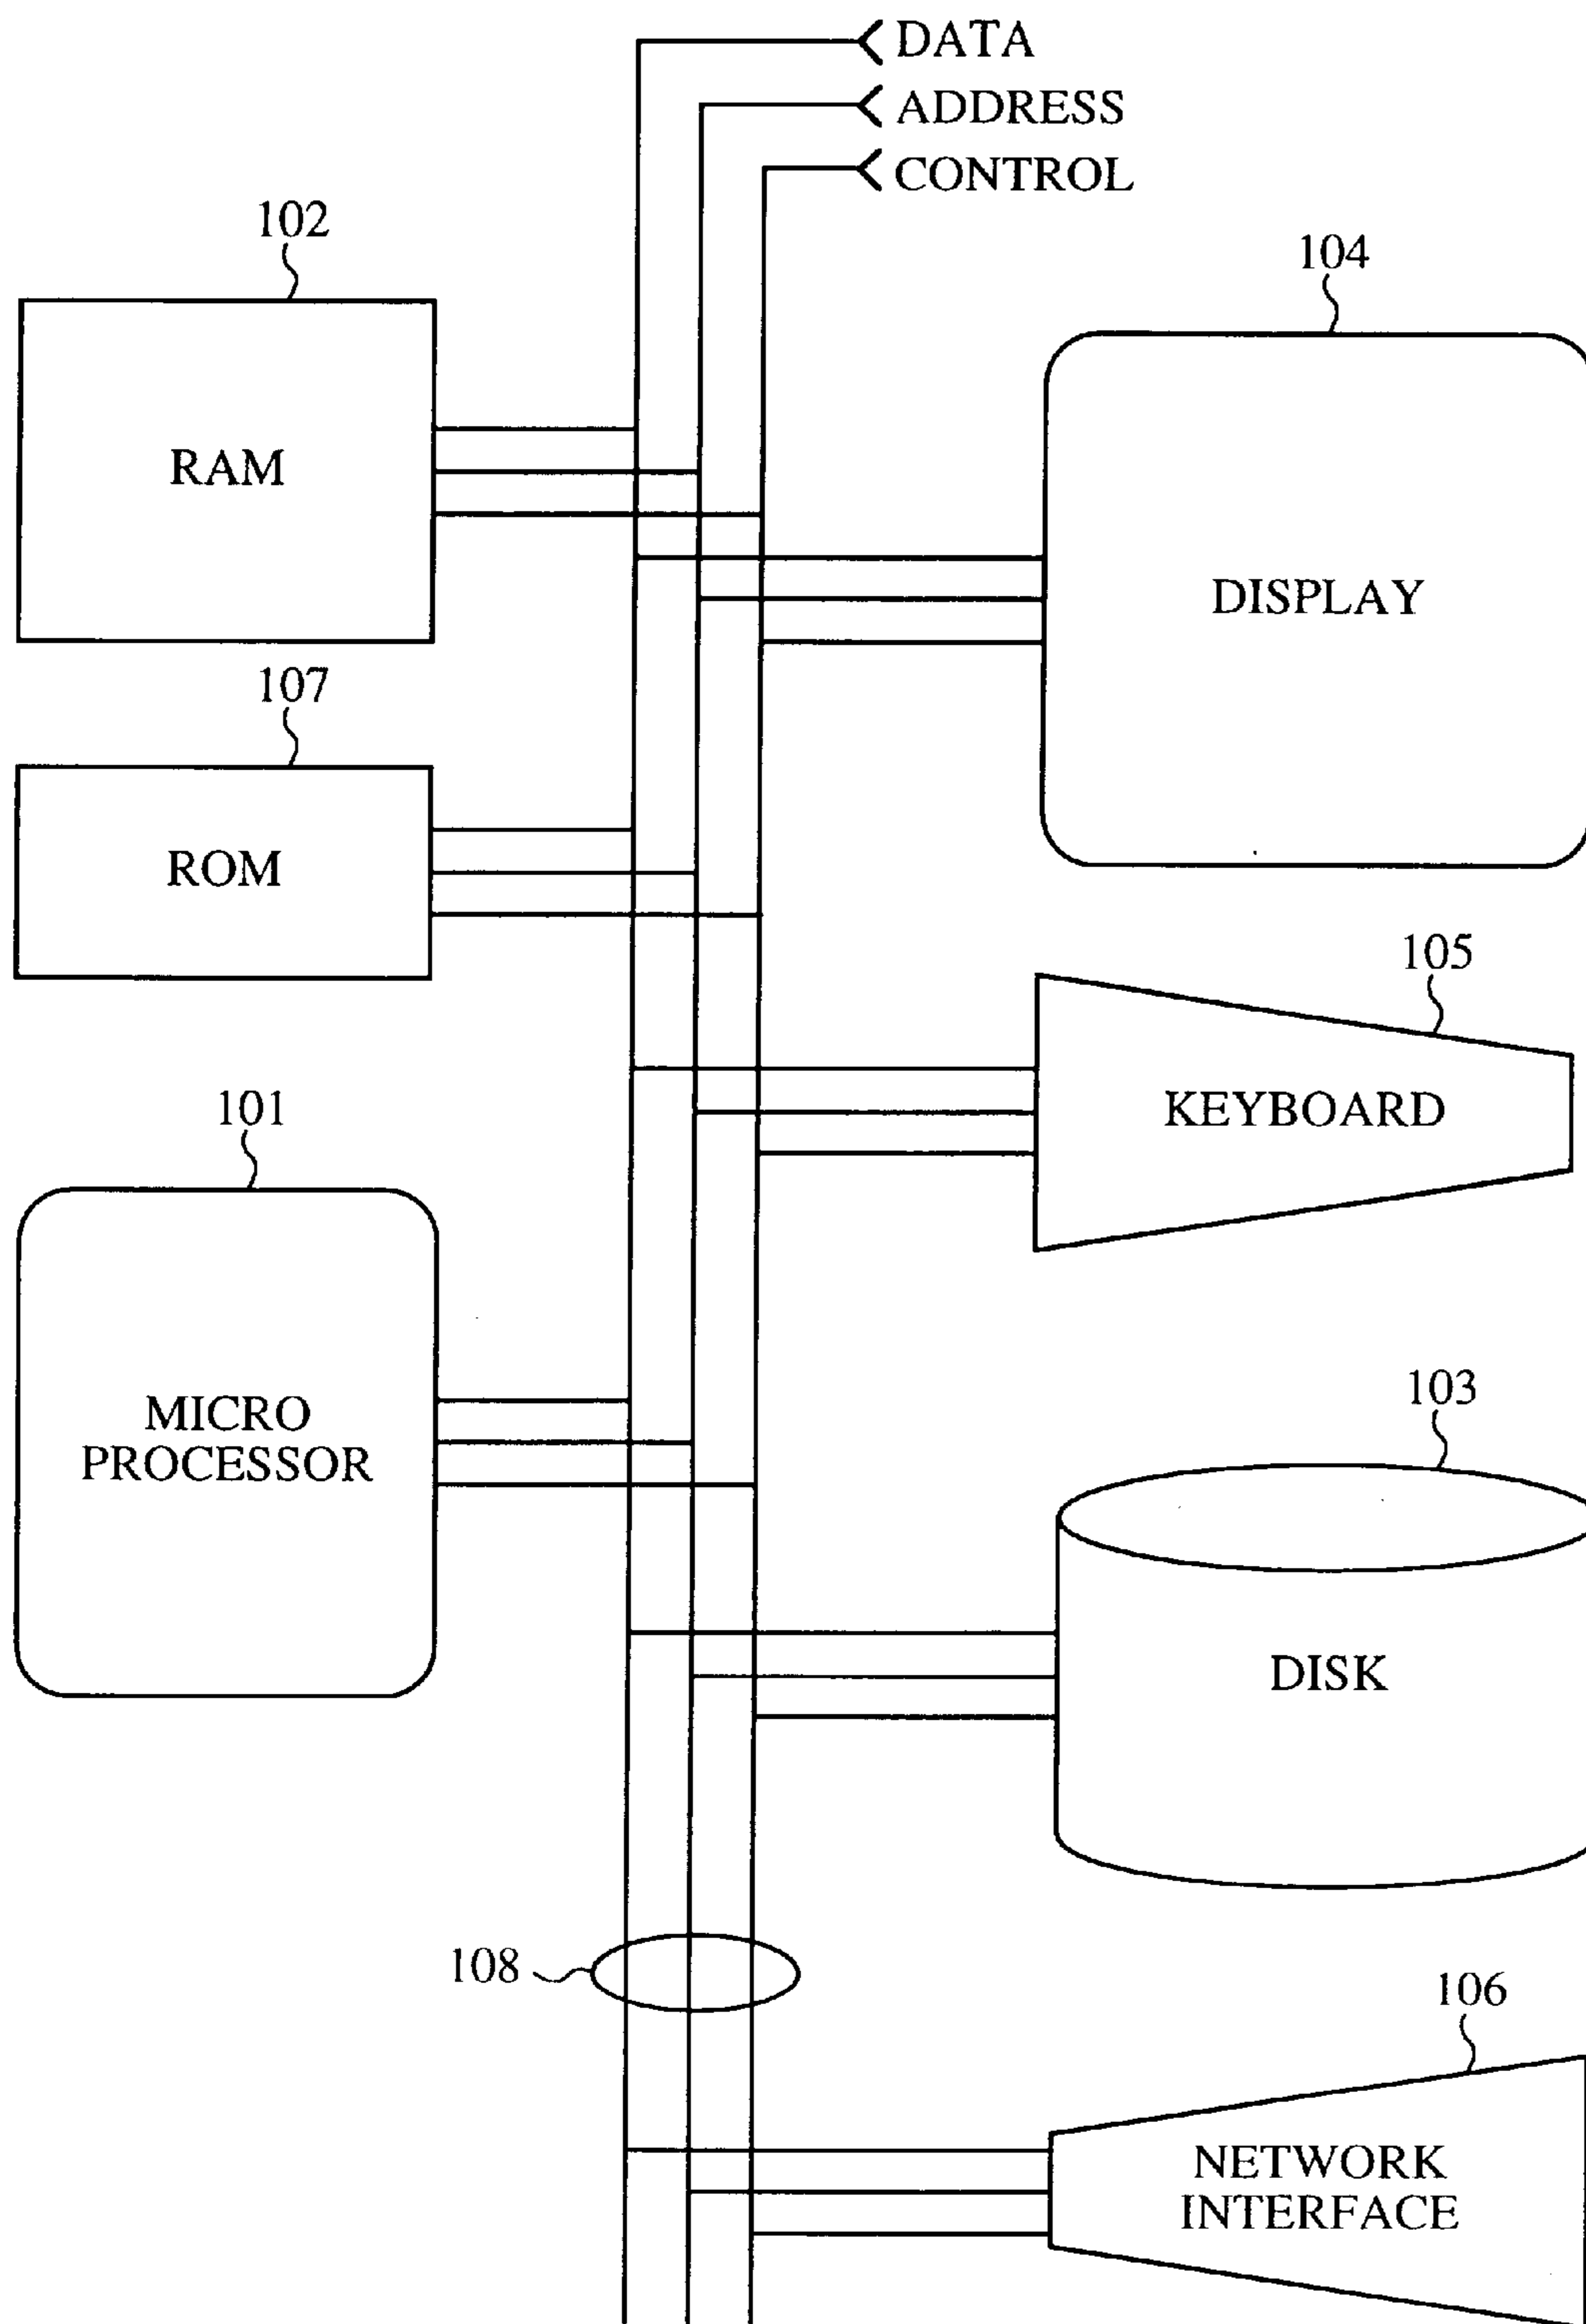 DATA
ADDRESS
CONTROL
102
104
RAM
DISPLAY
107
ROM
105
KEYBOARD
101
MICRO
PROCESSOR
103
DISK
108
106
NETWORK
INTERFACE